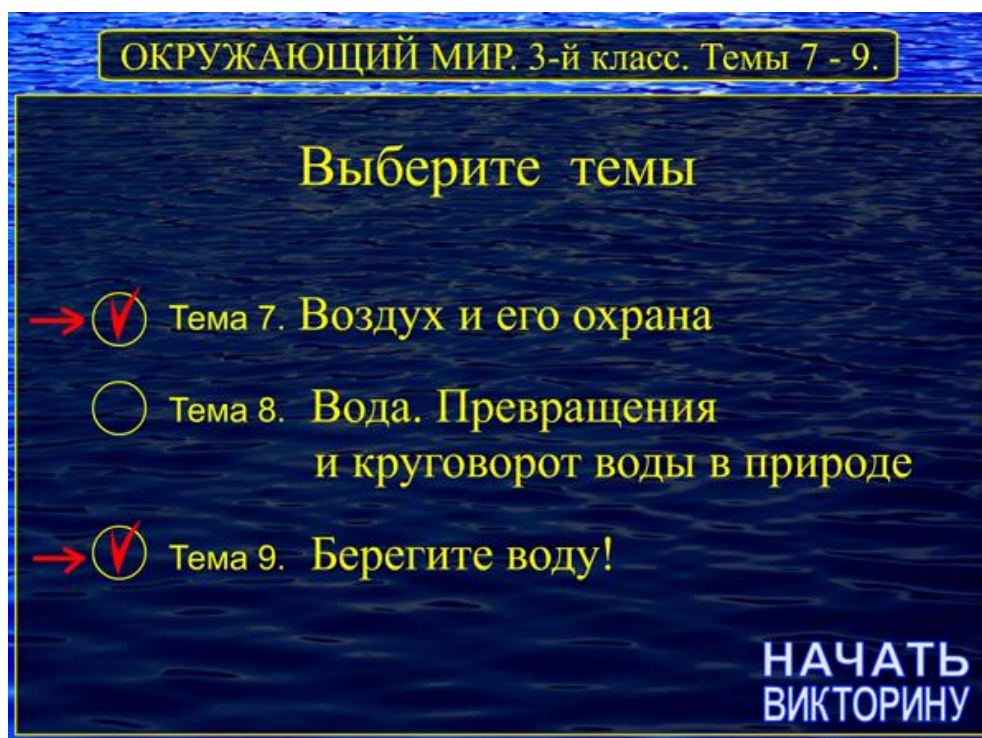 ОКРУЖАЮЩИЙ МИР. 3-й класс. Темы 7 - 9.
Выберите темы
Тема 7. Воздух и его охрана
Тема 8. Вода. Превращения
и круговорот воды в природе
Тема 9. Берегите воду!
НАЧАТЬ
ВИКТОРИНУ